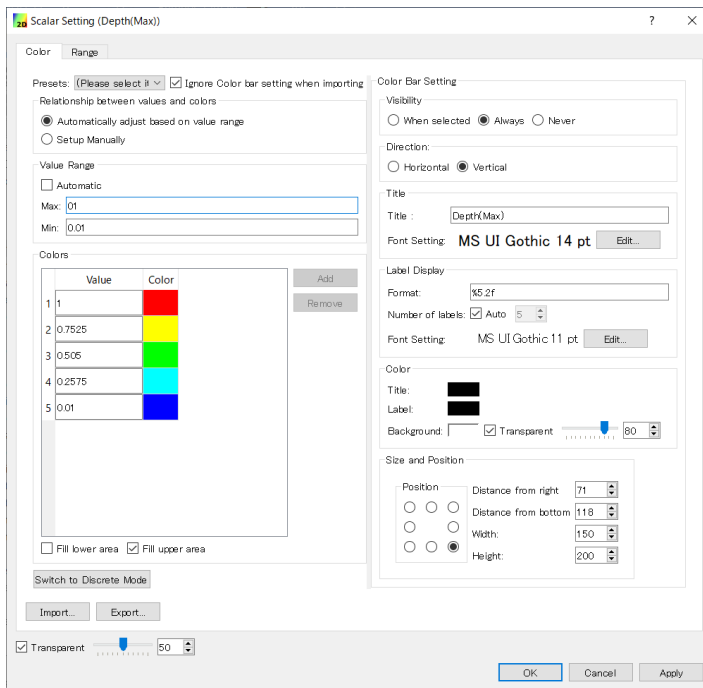 2D Scalar Setting (Depth(Max)) ? ×
Color Range
Presets: (Please select it Ignore Color bar setting when importing
Relationship between values and colors
Automatically adjust based on value range
Setup Manually
Value Range
Automatic
Max: 01
Min: 0.01
Colors
Value Color
1 1
2 0.7525
3 0.505
4 0.2575
5 0.01
Add
Remove
Fill lower area Fill upper area
Switch to Discrete Mode
Import... Export...
Transparent 50
Color Bar Setting
Visibility
When selected Always Never
Direction:
Horizontal Vertical
Title
Title : Depth(Max)
Font Setting: MS UI Gothic 14 pt Edit...
Label Display
Format: %5.2f
Number of labels: Auto 5
Font Setting: MS UI Gothic 11 pt Edit...
Color
Title:
Label:
Background: Transparent 80
Size and Position
Position
Distance from right 71
Distance from bottom 118
Width: 150
Height: 200
OK Cancel Apply